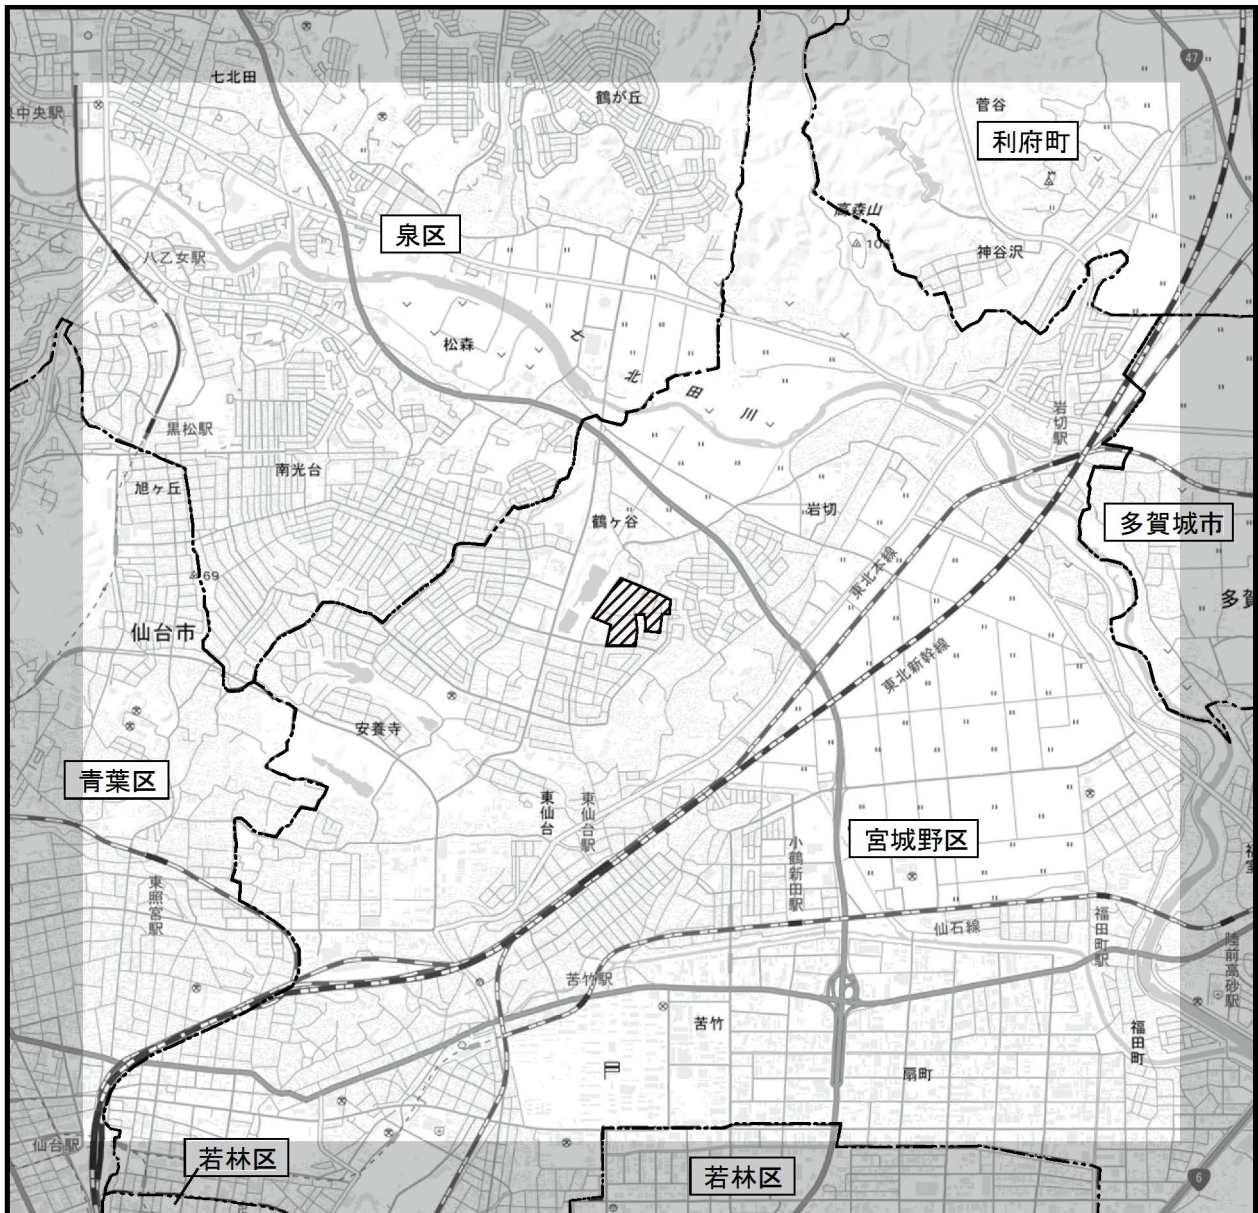 七北田
鶴が丘
菅谷
47
利府町
中央駅
泉区
高森山
106
神谷沢
八乙女駅
松森
七
北
田
川
岩切駅
黒松駅
南光台
旭ヶ丘
鶴ヶ谷
岩切
多賀城市
東北本線
69
多賀
仙台市
東北新幹線
安養寺
青葉区
東仙台
東仙台駅
小鶴新田駅
宮城野区
東照宮駅
福田町駅
仙石線
陸前高砂駅
苦竹駅
苦竹
福田町
扇町
仙台駅
若林区
若林区
6